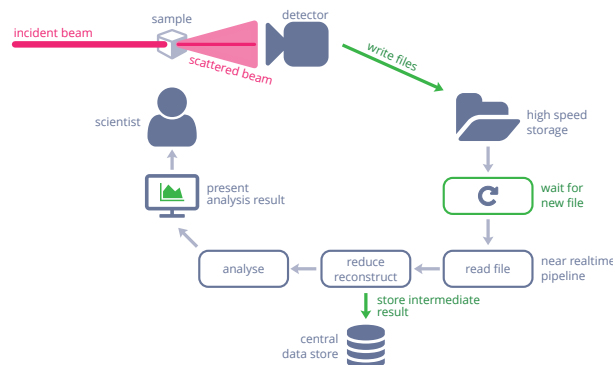 sample
detector
incident beam
scattered beam
write files
scientist
high speed
storage
present
analysis result
wait for
new file
analyse
reduce
reconstruct
read file
near realtime
pipeline
store intermediate
result
central
data store